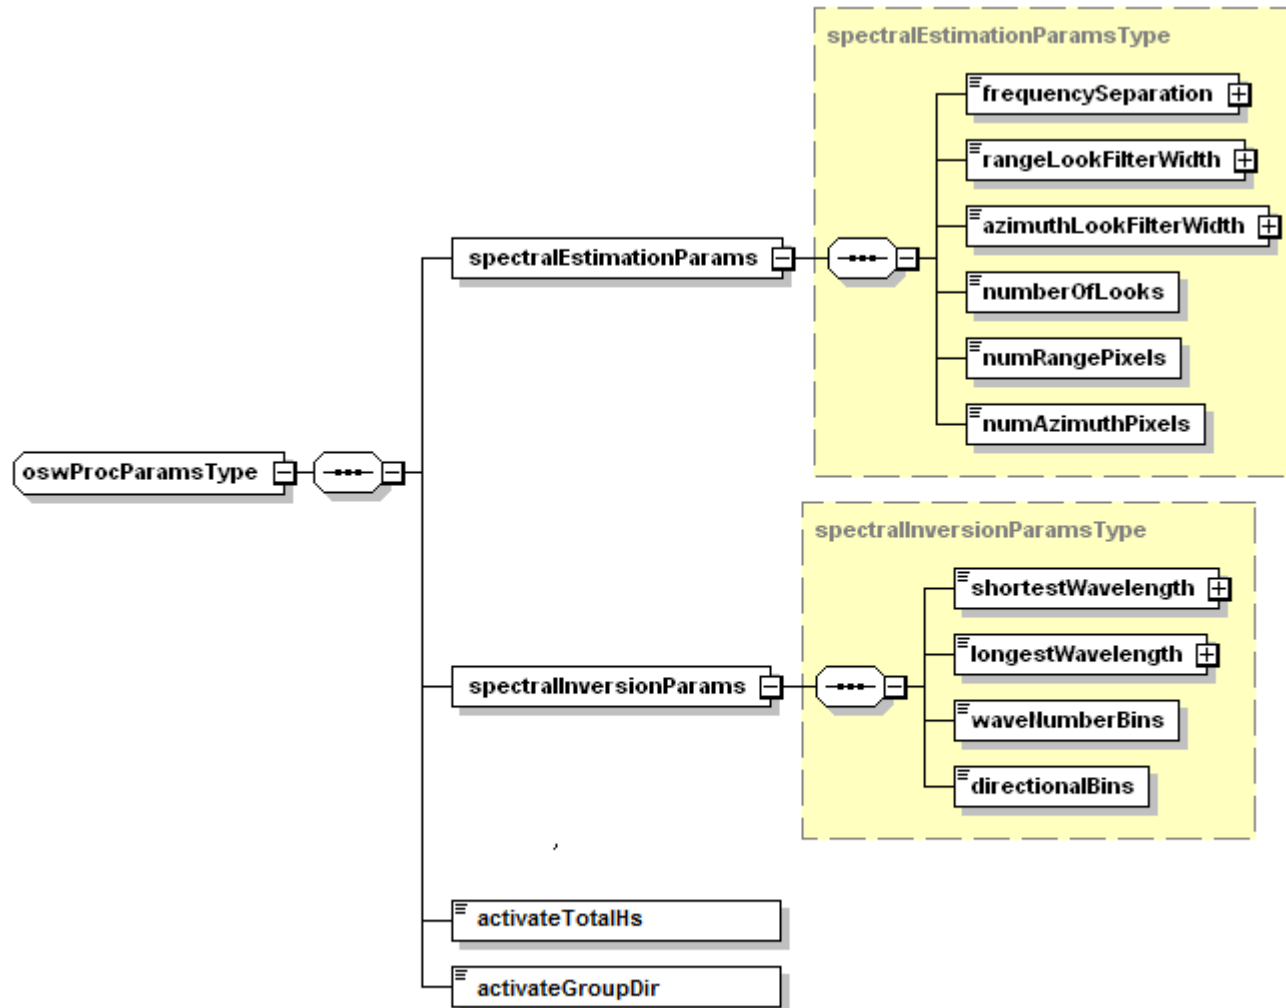 spectralEstimationParamsType
frequencySeparation
rangeLookFilterWidth
azimuthLookFilterWidth
spectralEstimationParams
numberOfLooks
numRangePixels
numAzimuthPixels
oswProcParamsType
spectralInversionParamsType
shortestWavelength
longestWavelength
spectralInversionParams
waveNumberBins
directionalBins
,
activateTotalHs
activateGroupDir